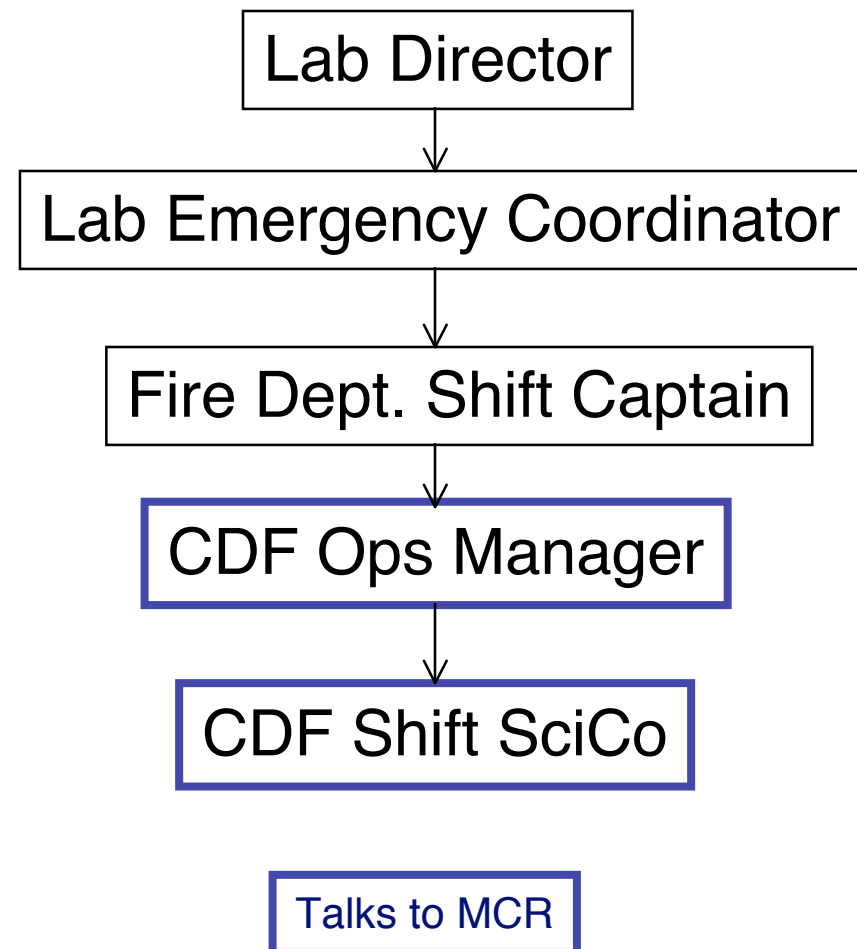 Lab Director
Lab Emergency Coordinator
Fire Dept. Shift Captain
CDF Ops Manager
CDF Shift SciCo
Talks to MCR